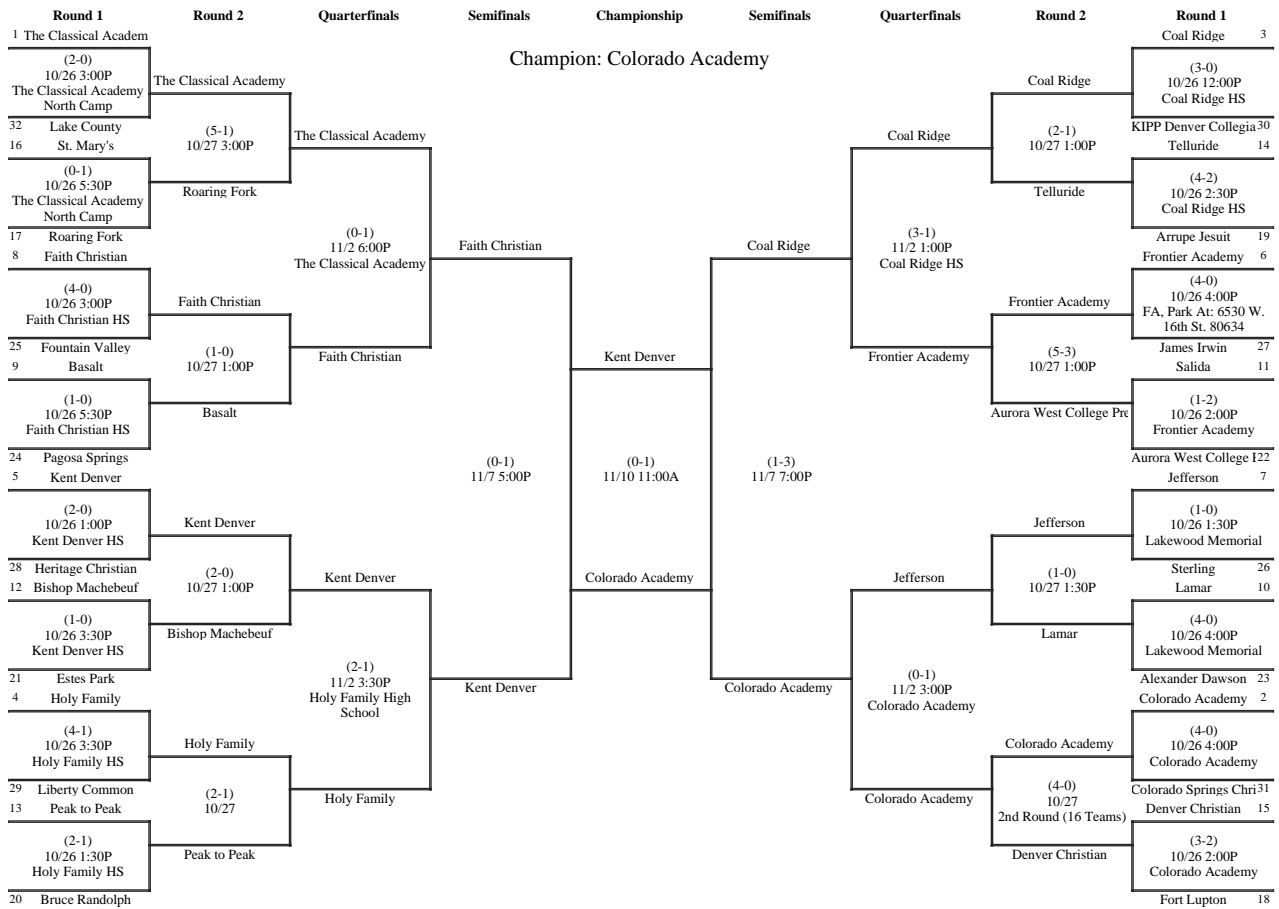 Round 1
Round 2
Quarterfinals
Semifinals
Championship
Semifinals
Quarterfinals
Round 2
Round 1
Champion: Colorado Academy
1 The Classical Academ
(2-0)
10/26 3:00P
The Classical Academy
North Camp
32 Lake County
16 St. Mary's
(0-1)
10/26 5:30P
The Classical Academy
North Camp
17 Roaring Fork
8 Faith Christian
(4-0)
10/26 3:00P
Faith Christian HS
25 Fountain Valley
9 Basalt
(1-0)
10/26 5:30P
Faith Christian HS
24 Pagosa Springs
5 Kent Denver
(2-0)
10/26 1:00P
Kent Denver HS
28 Heritage Christian
12 Bishop Machebeuf
(1-0)
10/26 3:30P
Kent Denver HS
21 Estes Park
4 Holy Family
(4-1)
10/26 3:30P
Holy Family HS
29 Liberty Common
13 Peak to Peak
(2-1)
10/26 1:30P
Holy Family HS
20 Bruce Randolph
The Classical Academy
(5-1)
10/27 3:00P
Roaring Fork
Faith Christian
(1-0)
10/27 1:00P
Basalt
Kent Denver
(2-0)
10/27 1:00P
Bishop Machebeuf
Holy Family
(2-1)
10/27
Peak to Peak
The Classical Academy
(0-1)
11/2 6:00P
The Classical Academy
Faith Christian
Kent Denver
(2-1)
11/2 3:30P
Holy Family High
School
Holy Family
Faith Christian
(0-1)
11/7 5:00P
Kent Denver
Kent Denver
(0-1)
11/10 11:00A
Colorado Academy
Coal Ridge
(1-3)
11/7 7:00P
Colorado Academy
Coal Ridge
(3-1)
11/2 1:00P
Coal Ridge HS
Frontier Academy
Jefferson
(0-1)
11/2 3:00P
Colorado Academy
Colorado Academy
Coal Ridge
(2-1)
10/27 1:00P
Telluride
Frontier Academy
(5-3)
10/27 1:00P
Aurora West College Pre
Jefferson
(1-0)
10/27 1:30P
Lamar
Colorado Academy
(4-0)
10/27
2nd Round (16 Teams)
Denver Christian
Coal Ridge 3
(3-0)
10/26 12:00P
Coal Ridge HS
KIPP Denver Collegia 30
Telluride 14
(4-2)
10/26 2:30P
Coal Ridge HS
Arrupe Jesuit 19
Frontier Academy 6
(4-0)
10/26 4:00P
FA, Park At: 6530 W.
16th St. 80634
James Irwin 27
Salida 11
(1-2)
10/26 2:00P
Frontier Academy
Aurora West College 22
Jefferson 7
(1-0)
10/26 1:30P
Lakewood Memorial
Sterling 26
Lamar 10
(4-0)
10/26 4:00P
Lakewood Memorial
Alexander Dawson 23
Colorado Academy 2
(4-0)
10/26 4:00P
Colorado Academy
Colorado Springs Chri 31
Denver Christian 15
(3-2)
10/26 2:00P
Colorado Academy
Fort Lupton 18